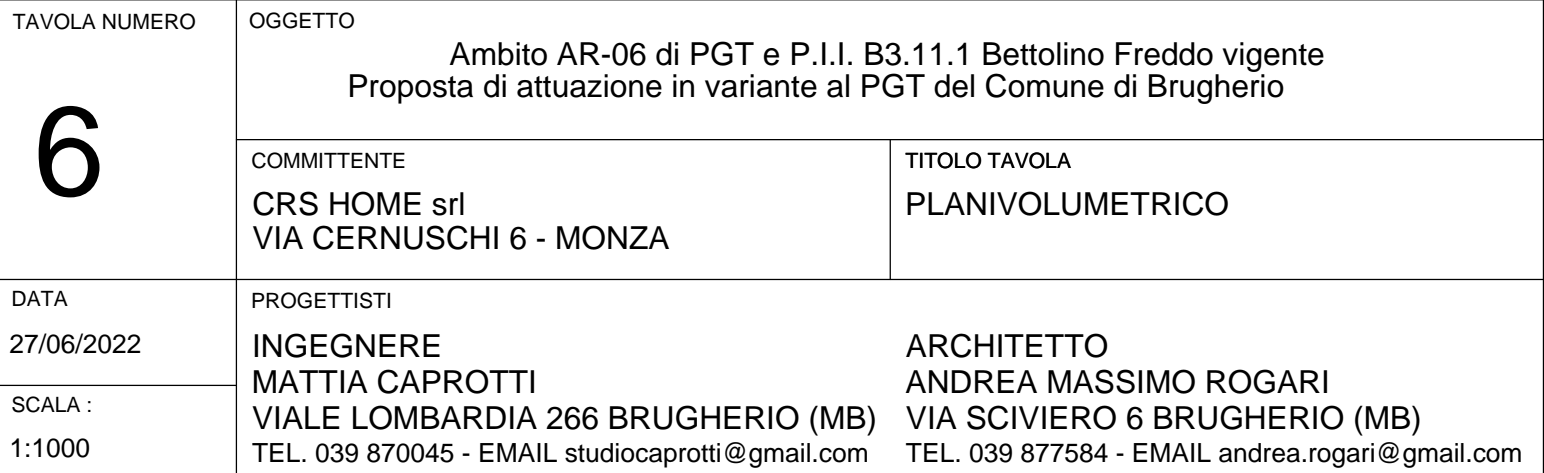 TAVOLA NUMERO
6
OGGETTO
Ambito AR-06 di PGT e P.I.I. B3.11.1 Bettolino Freddo vigente
Proposta di attuazione in variante al PGT del Comune di Brugherio
COMMITTENTE
CRS HOME srl
VIA CERNUSCHI 6 - MONZA
TITOLO TAVOLA
PLANIVOLUMETRICO
DATA
27/06/2022
SCALA :
1:1000
PROGETTISTI
INGEGNERE
MATTIA CAPROTTI
VIALE LOMBARDIA 266 BRUGHERIO (MB)
TEL. 039 870045 - EMAIL studiocaprotti@gmail.com
ARCHITETTO
ANDREA MASSIMO ROGARI
VIA SCIVIERO 6 BRUGHERIO (MB)
TEL. 039 877584 - EMAIL andrea.rogari@gmail.com